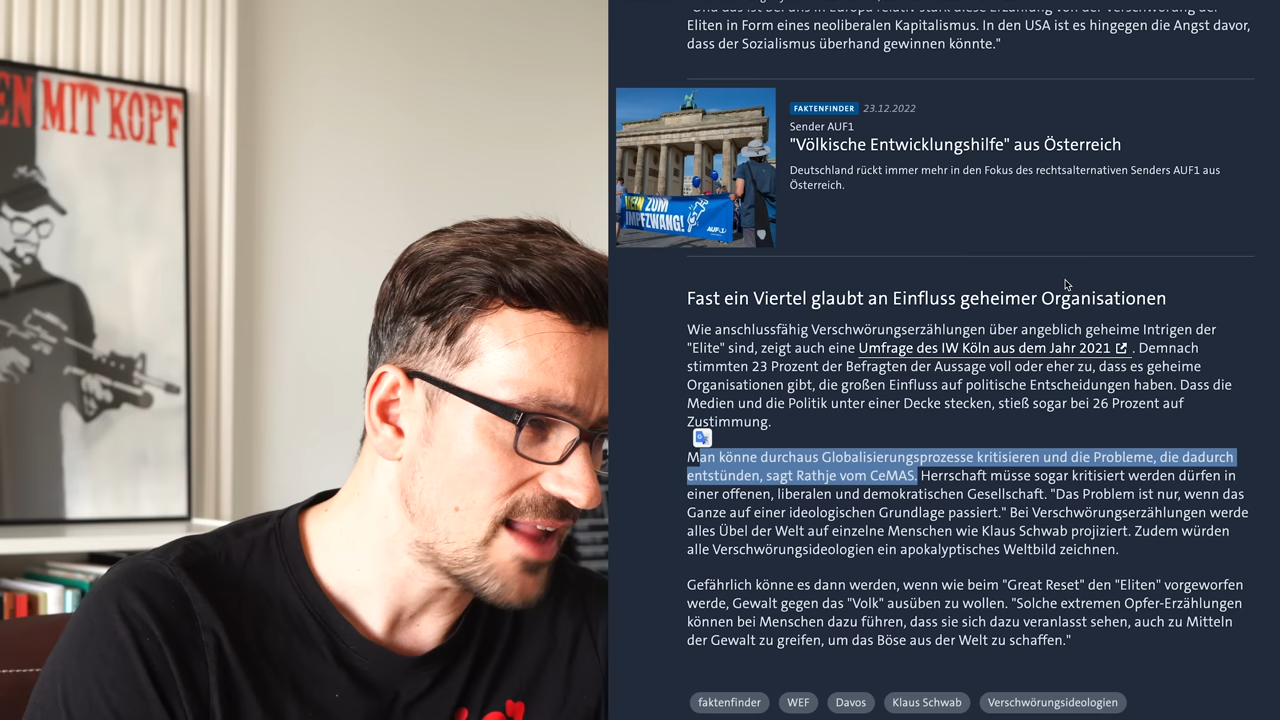 EN MIT KOPF
"Und das ist bei uns in Europa relativ stark diese Erzählung von der Verschwörung der
Eliten in Form eines neoliberalen Kapitalismus. In den USA ist es hingegen die Angst davor,
dass der Sozialismus überhand gewinnen könnte."
NEIN ZUM
IMPFZWANG!
AUF1
FAKTENFINDER 23.12.2022
Sender AUF1
"Völkische Entwicklungshilfe" aus Österreich
Deutschland rückt immer mehr in den Fokus des rechtsalternativen Senders AUF1 aus
Österreich.
Fast ein Viertel glaubt an Einfluss geheimer Organisationen
Wie anschlussfähig Verschwörungserzählungen über angeblich geheime Intrigen der
"Elite" sind, zeigt auch eine Umfrage des IW Köln aus dem Jahr 2021 . Demnach
stimmten 23 Prozent der Befragten der Aussage voll oder eher zu, dass es geheime
Organisationen gibt, die großen Einfluss auf politische Entscheidungen haben. Dass die
Medien und die Politik unter einer Decke stecken, stieß sogar bei 26 Prozent auf
Zustimmung.
Man könne durchaus Globalisierungsprozesse kritisieren und die Probleme, die dadurch
entstünden, sagt Rathje vom CeMAS. Herrschaft müsse sogar kritisiert werden dürfen in
einer offenen, liberalen und demokratischen Gesellschaft. "Das Problem ist nur, wenn das
Ganze auf einer ideologischen Grundlage passiert." Bei Verschwörungserzählungen werde
alles Übel der Welt auf einzelne Menschen wie Klaus Schwab projiziert. Zudem würden
alle Verschwörungsideologien ein apokalyptisches Weltbild zeichnen.
Gefährlich könne es dann werden, wenn wie beim "Great Reset" den "Eliten" vorgeworfen
werde, Gewalt gegen das "Volk" ausüben zu wollen. "Solche extremen Opfer-Erzählungen
können bei Menschen dazu führen, dass sie sich dazu veranlasst sehen, auch zu Mitteln
der Gewalt zu greifen, um das Böse aus der Welt zu schaffen."
faktenfinder WEF Davos Klaus Schwab Verschwörungsideologien